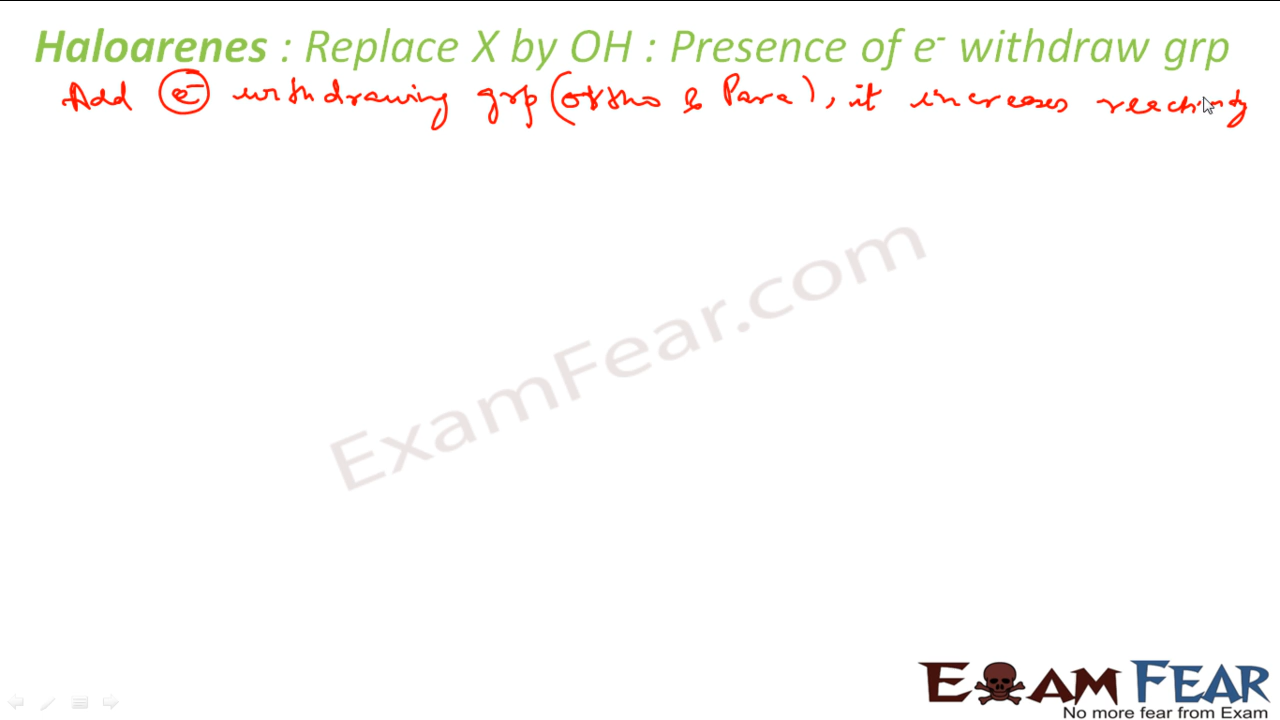 Haloarenes : Replace X by OH : Presence of e- withdraw grp
Add e- withdrawing grp (ortho & Para), it increases reactivity
ExamFear.com
EXAM FEAR
No more fear from Exam